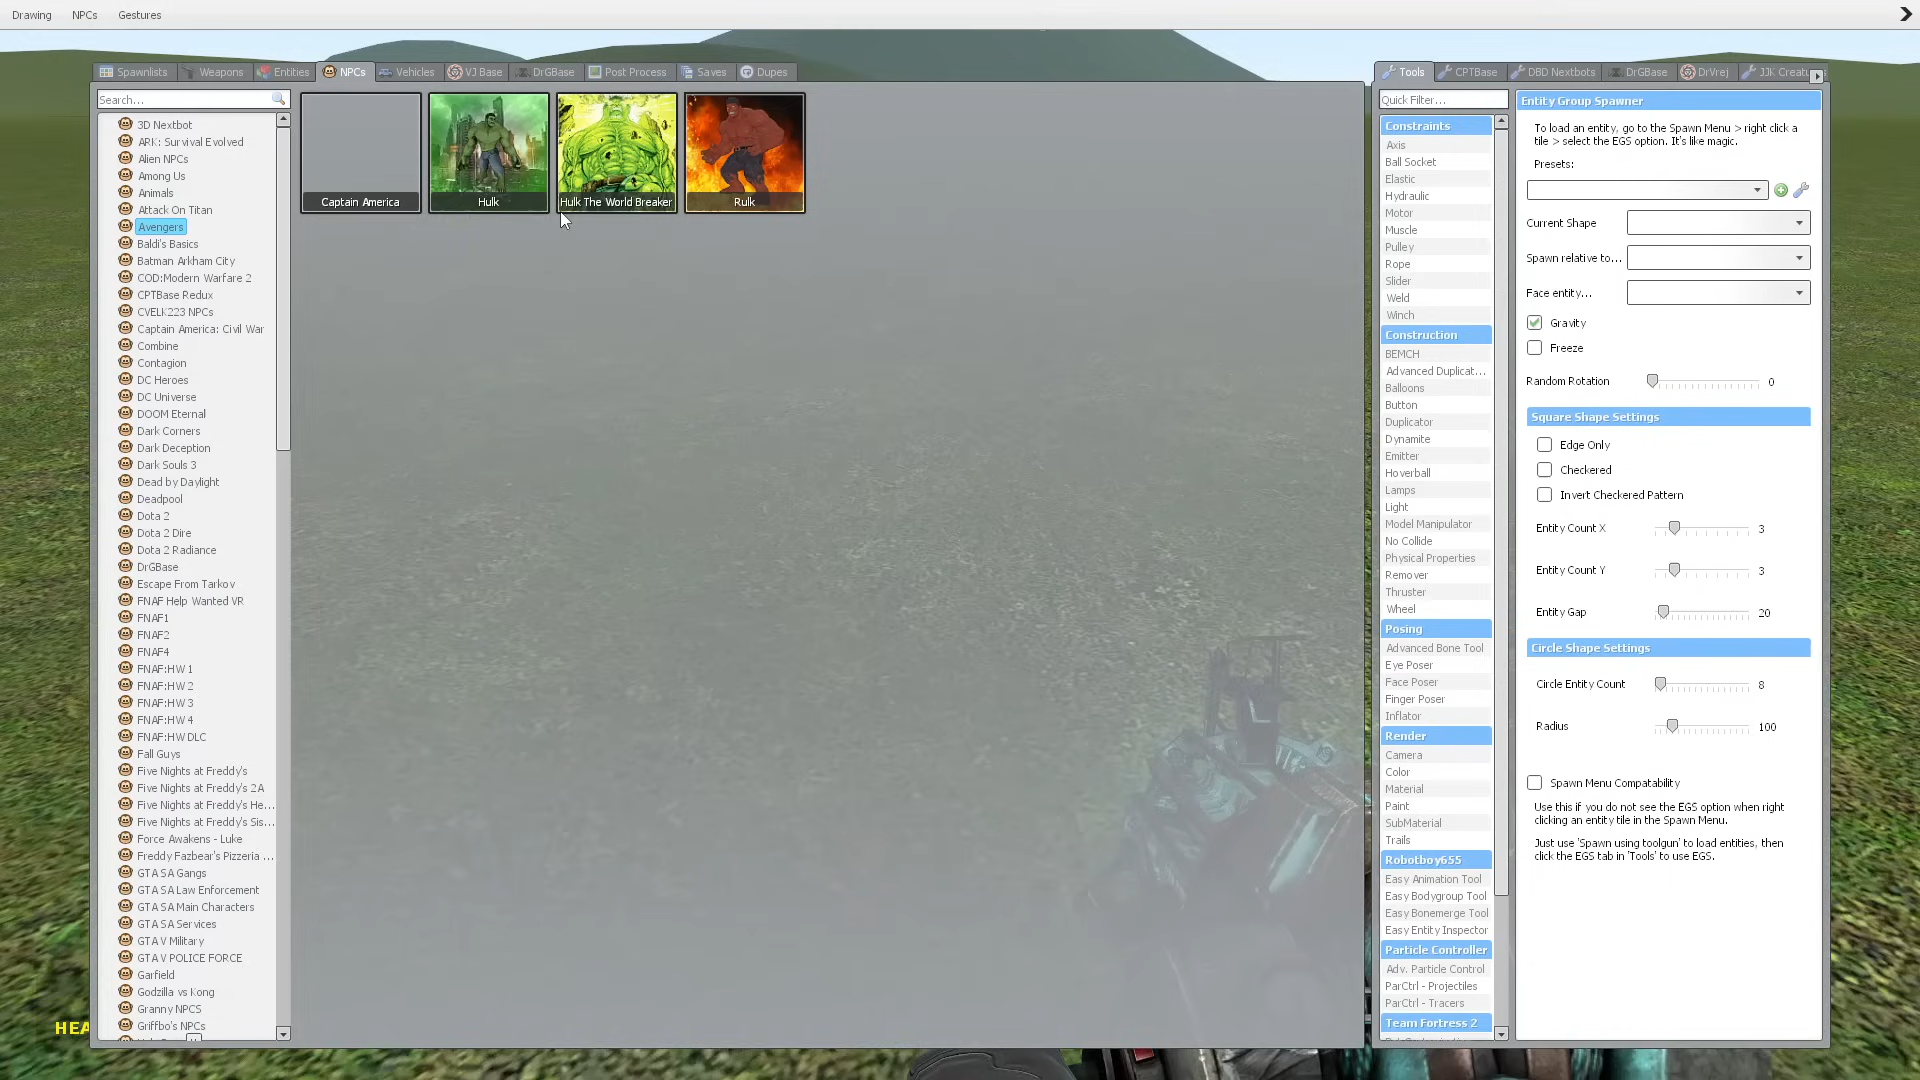 Drawing NPCs Gestures
Spawnlists Weapons Entities NPCs Vehicles VJ Base DrGBase Post Process Saves Dupes
Search...
3D Nextbot
ARK: Survival Evolved
Alien NPCs
Among Us
Animals
Attack On Titan
Avengers
Baldi's Basics
Batman Arkham City
COD:Modern Warfare 2
CPTBase Redux
CVELK223 NPCs
Captain America: Civil War
Combine
Contagion
DC Heroes
DC Universe
DOOM Eternal
Dark Corners
Dark Deception
Dark Souls 3
Dead by Daylight
Deadpool
Dota 2
Dota 2 Dire
Dota 2 Radiance
DrGBase
Escape From Tarkov
FNAF Help Wanted VR
FNAF1
FNAF2
FNAF4
FNAF:HW 1
FNAF:HW 2
FNAF:HW 3
FNAF:HW 4
FNAF:HW DLC
Fall Guys
Five Nights at Freddy's
Five Nights at Freddy's 2A
Five Nights at Freddy's He...
Five Nights at Freddy's Sis...
Force Awakens - Luke
Freddy Fazbear's Pizzeria ...
GTA SA Gangs
GTA SA Law Enforcement
GTA SA Main Characters
GTA SA Services
GTA V Military
GTA V POLICE FORCE
Garfield
Godzilla vs Kong
Granny NPCS
Griffbo's NPCs
Captain America Hulk Hulk The World Breaker Rulk
HEA
Tools CPTBase DBD Nextbots DrGBase DrVrej JJK Creatu
Quick Filter...
Constraints
Axis
Ball Socket
Elastic
Hydraulic
Motor
Muscle
Pulley
Rope
Slider
Weld
Winch
Construction
BEMCH
Advanced Duplicat...
Balloons
Button
Duplicator
Dynamite
Emitter
Hoverball
Lamps
Light
Model Manipulator
No Collide
Physical Properties
Remover
Thruster
Wheel
Posing
Advanced Bone Tool
Eye Poser
Face Poser
Finger Poser
Inflator
Render
Camera
Color
Material
Paint
SubMaterial
Trails
Robotboy655
Easy Animation Tool
Easy Bodygroup Tool
Easy Bonemerge Tool
Easy Entity Inspector
Particle Controller
Adv. Particle Control
ParCtrl - Projectiles
ParCtrl - Tracers
Team Fortress 2
Entity Group Spawner
To load an entity, go to the Spawn Menu > right click a
tile > select the EGS option. It's like magic.
Presets:
Current Shape
Spawn relative to...
Face entity...
Gravity
Freeze
Random Rotation 0
Square Shape Settings
Edge Only
Checkered
Invert Checkered Pattern
Entity Count X 3
Entity Count Y 3
Entity Gap 20
Circle Shape Settings
Circle Entity Count 8
Radius 100
Spawn Menu Compatability
Use this if you do not see the EGS option when right
clicking an entity tile in the Spawn Menu.
Just use 'Spawn using toolgun' to load entities, then
click the EGS tab in 'Tools' to use EGS.